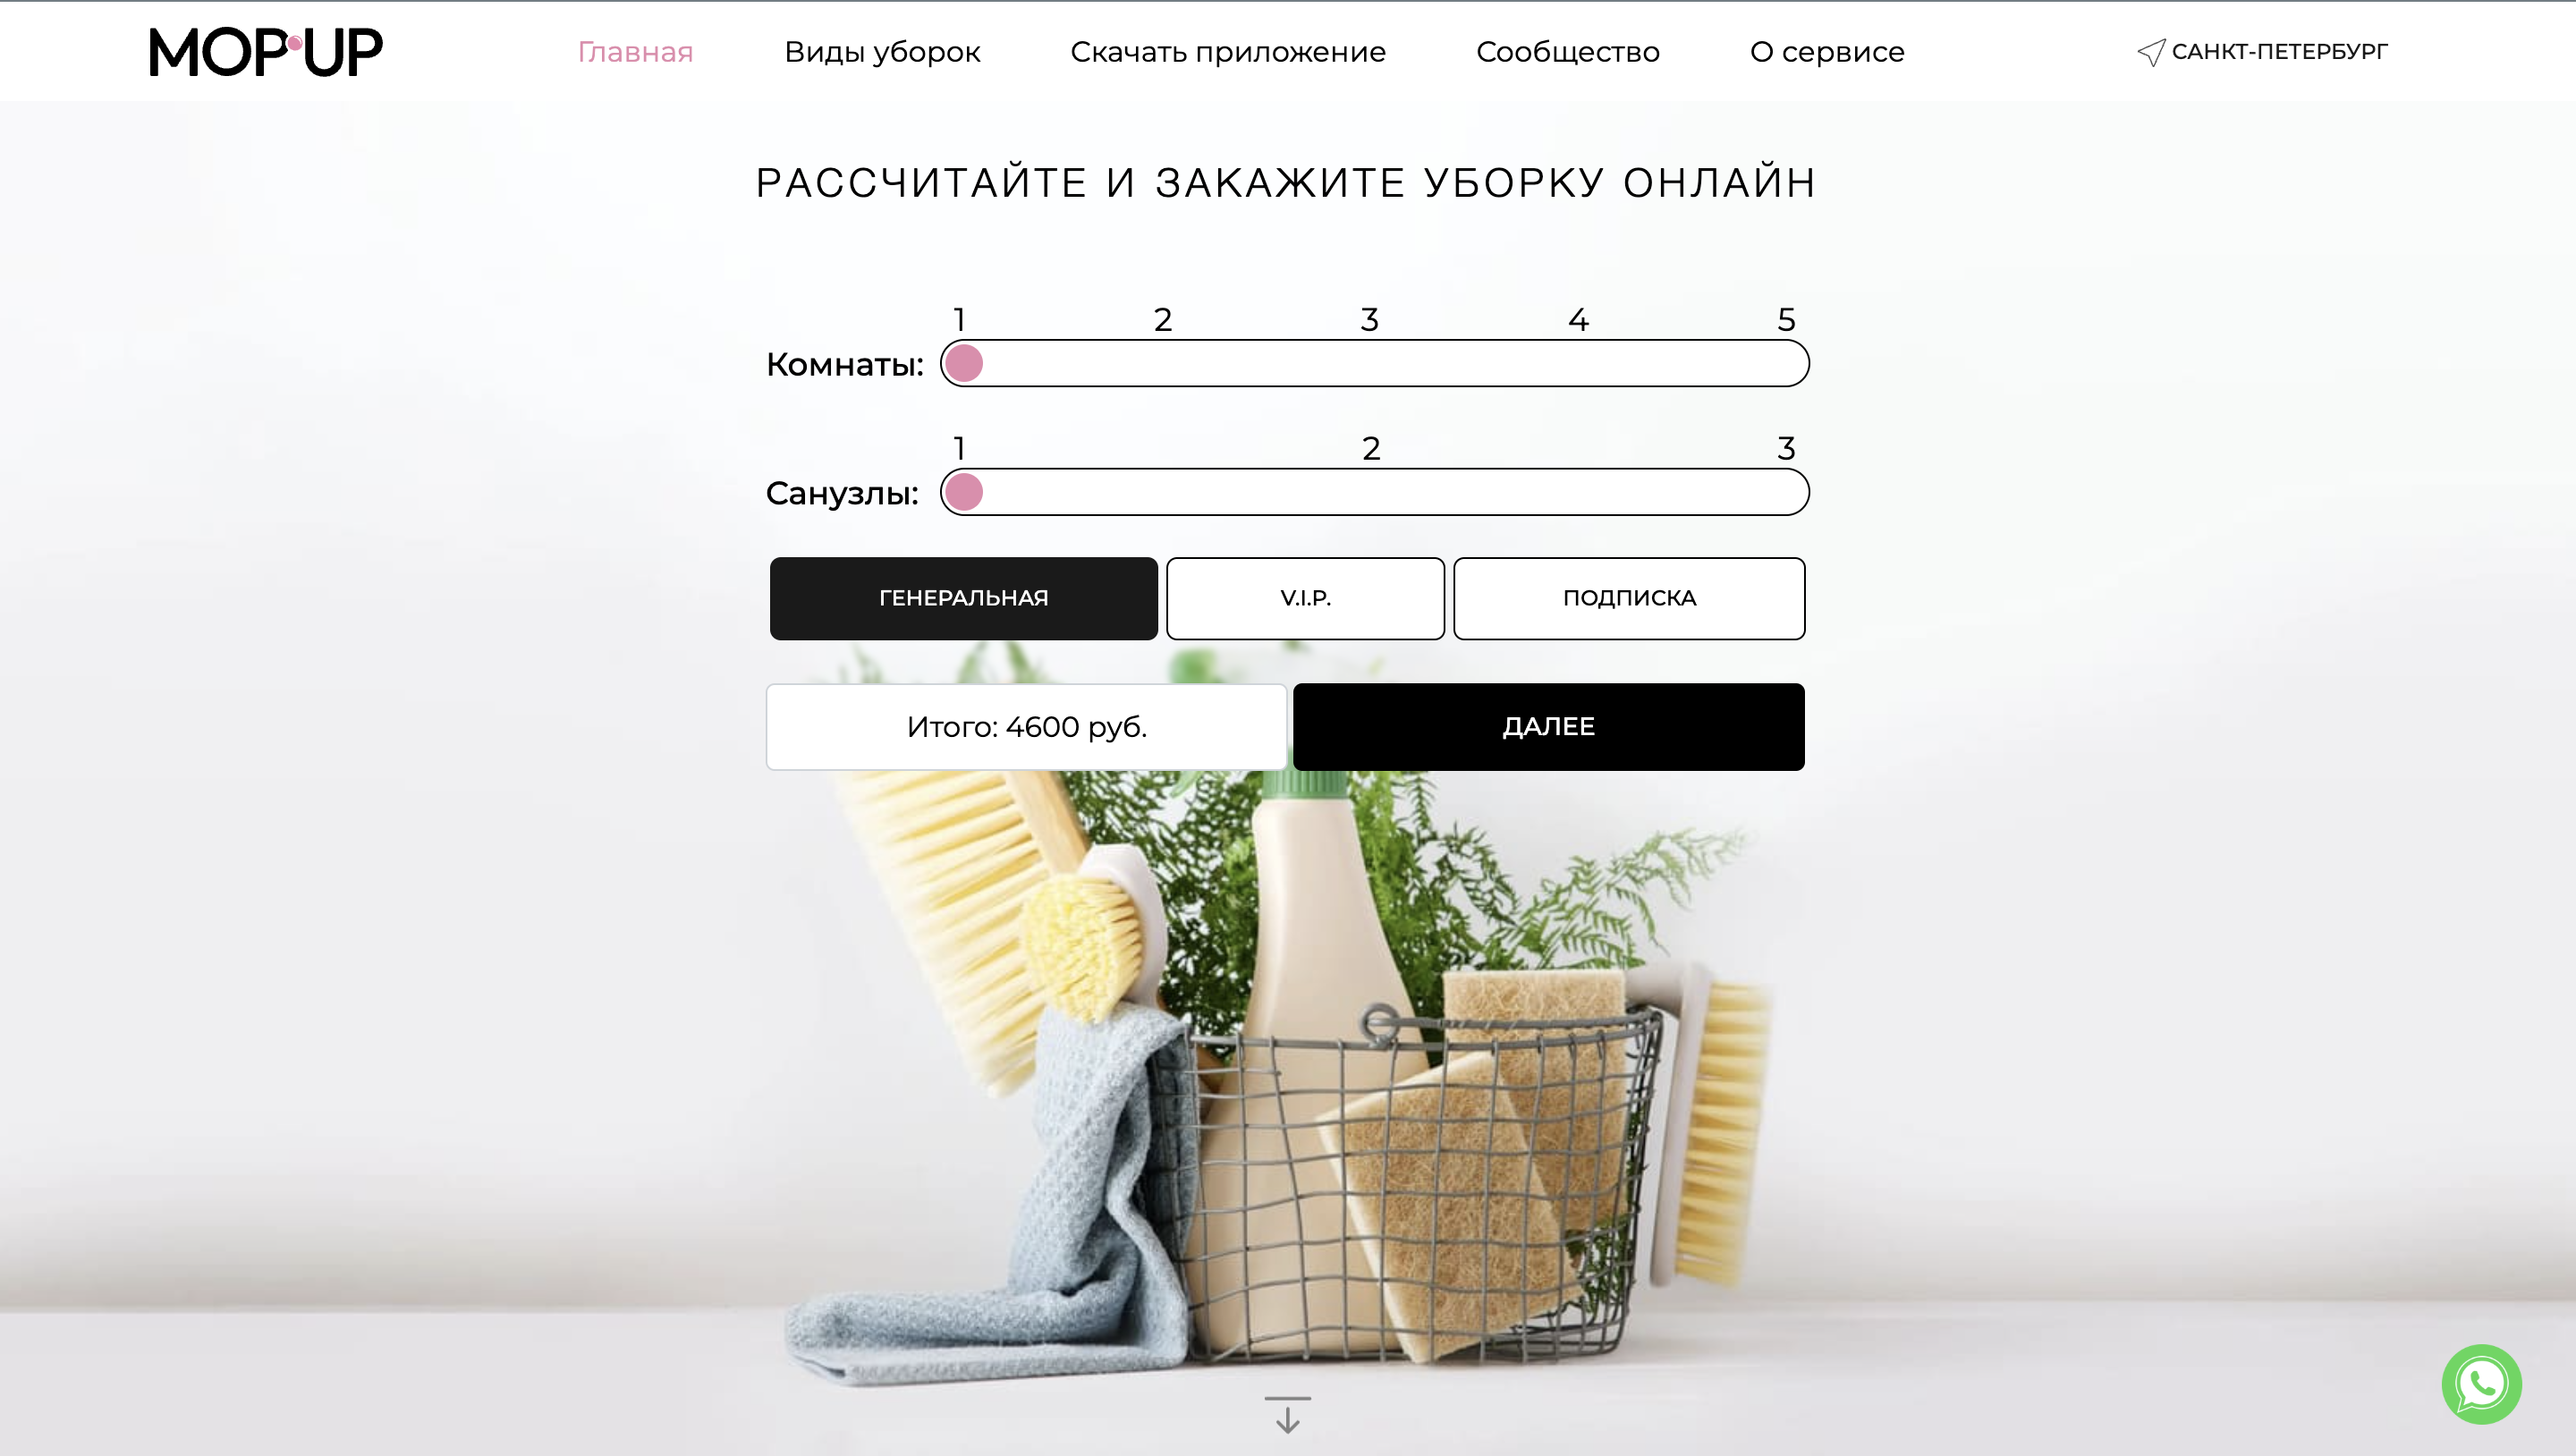 MOP UP
Главная
Виды уборок
Скачать приложение
Сообщество
О сервисе
САНКТ-ПЕТЕРБУРГ
РАССЧИТАЙТЕ И ЗАКАЖИТЕ УБОРКУ ОНЛАЙН
1 2 3 4 5
Комнаты:
1 2 3
Санузлы:
ГЕНЕРАЛЬНАЯ
V.I.P.
ПОДПИСКА
Итого: 4600 руб.
ДАЛЕЕ